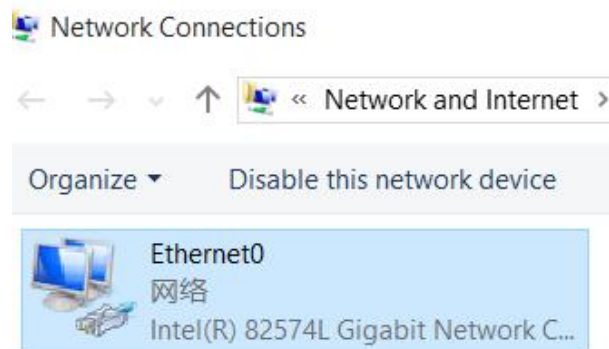 Network Connections
« Network and Internet >
Organize Disable this network device
Ethernet0
网络
Intel(R) 82574L Gigabit Network C...